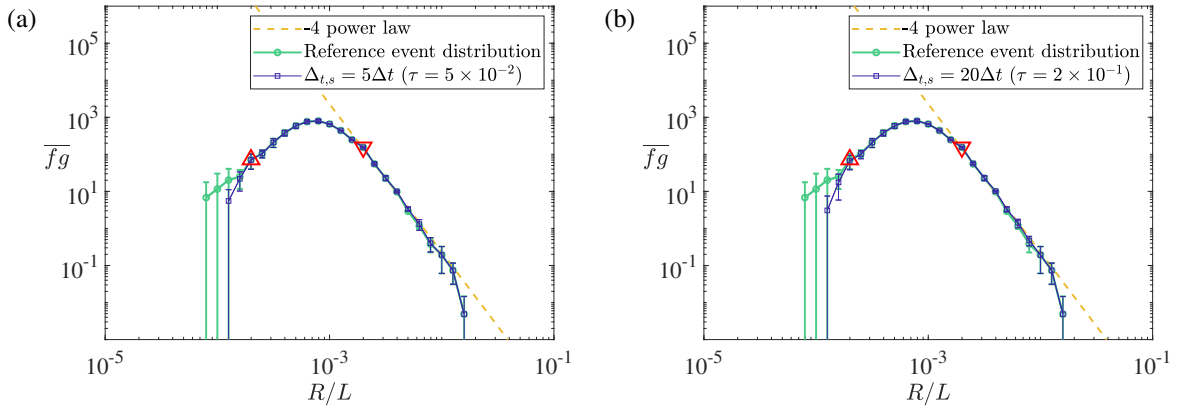 (a)
-4 power law
Reference event distribution
Δ_{t,s} = 5Δt (τ = 5 × 10^{-2})
10^5
10^3
10^1
10^{-1}
\overline{fg}
10^{-5}
10^{-3}
10^{-1}
R/L
(b)
-4 power law
Reference event distribution
Δ_{t,s} = 20Δt (τ = 2 × 10^{-1})
10^5
10^3
10^1
10^{-1}
\overline{fg}
10^{-5}
10^{-3}
10^{-1}
R/L